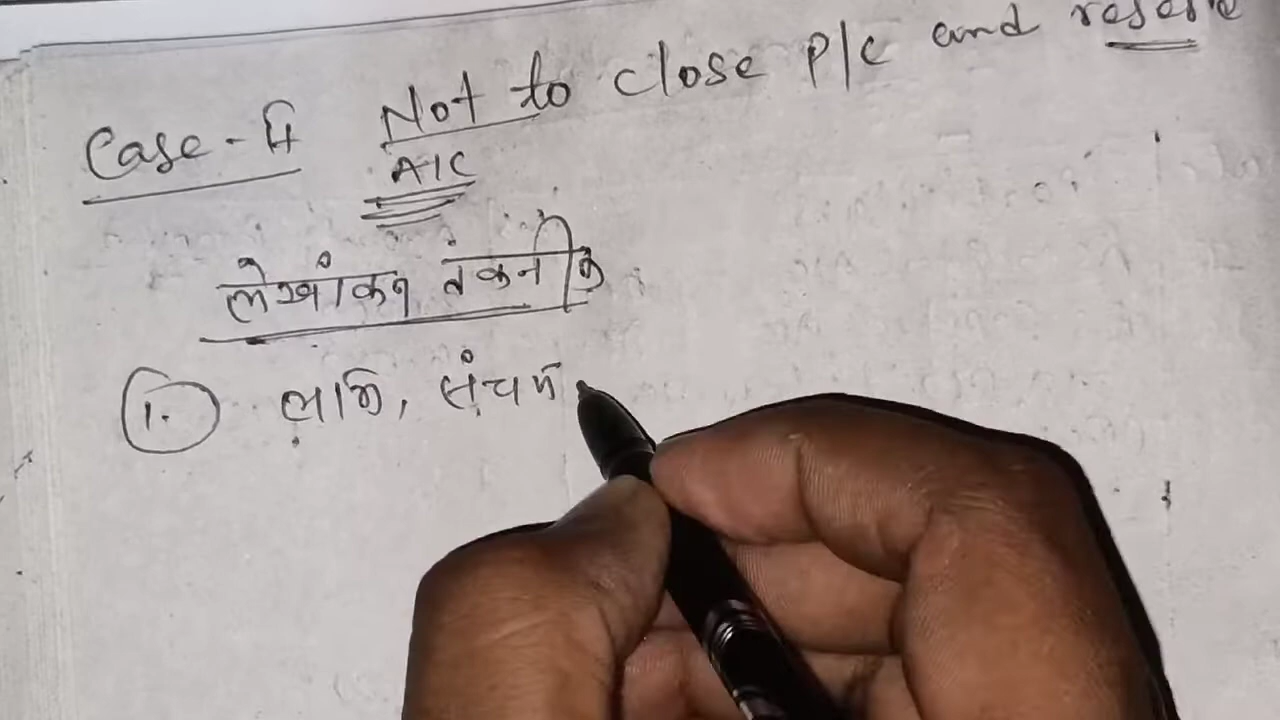 Case-II Not to close P/L and reserve
A/C
लेखांकन तकनीक
1. लाभ, संचय